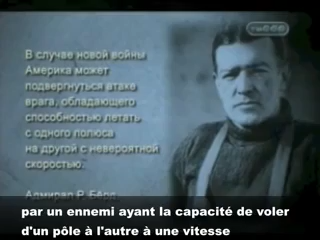 В случае новой войны
Америка может
подвергнуться атаке
врага, обладающего
способностью летать
с одного полюса
на другой с невероятной
скоростью.
Адмирал Р. Бёрд
par un ennemi ayant la capacité de voler
d'un pôle à l'autre à une vitesse